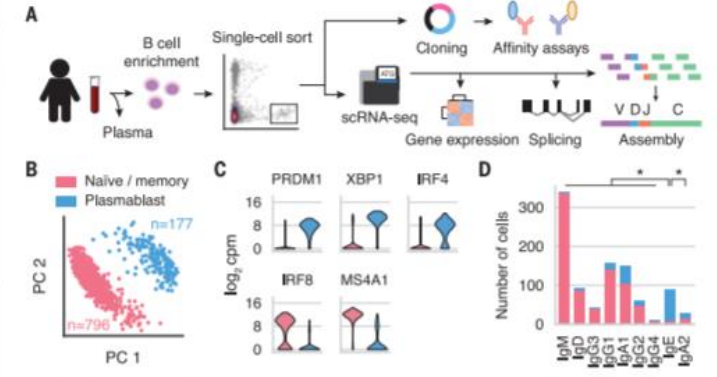 A
B cell
enrichment
Plasma
Single-cell sort
Cloning
Affinity assays
ATG
scRNA-seq
Gene expression
Splicing
V D J C
Assembly
B
Naïve / memory
Plasmablast
n=177
n=796
PC 2
PC 1
C
PRDM1 XBP1 IRF4
16
8
0
log2 cpm
IRF8 MS4A1
16
8
0
D
* *
Number of cells
300
200
100
0
IgM
IgD
IgG3
IgG1
IgA1
IgG2
IgG4
IgE
IgA2